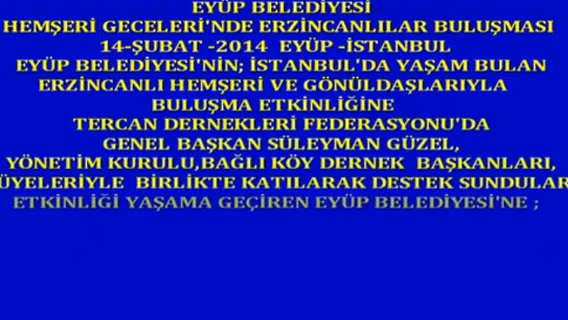 EYÜP BELEDİYESİ
HEMŞERİ GECELERİ'NDE ERZİNCANLILAR BULUŞMASI
14-ŞUBAT -2014 EYÜP -İSTANBUL
EYÜP BELEDİYESİ'NİN; İSTANBUL'DA YAŞAM BULAN
ERZİNCANLI HEMŞERİ VE GÖNÜLDAŞLARIYLA
BULUŞMA ETKİNLİĞİNE
TERCAN DERNEKLERİ FEDERASYONU'DA
GENEL BAŞKAN SÜLEYMAN GÜZEL,
YÖNETİM KURULU,BAĞLI KÖY DERNEK BAŞKANLARI,
ÜYELERİYLE BİRLİKTE KATILARAK DESTEK SUNDULAR
ETKİNLİĞİ YAŞAMA GEÇİREN EYÜP BELEDİYESİ'NE ;